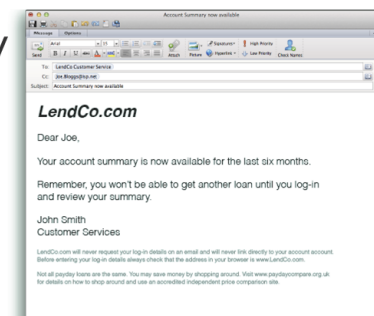 Account Summary now available
Message Options
Arial 15
Send B I U abc Attach Picture Signatures Hyperlink High Priority Low Priority Check Names
To: LendCo Customer Service
Cc: Joe.Bloggs@isp.net
Subject: Account Summary now available
LendCo.com
Dear Joe,
Your account summary is now available for the last six months.
Remember, you won't be able to get another loan until you log-in
and review your summary.
John Smith
Customer Services
LendCo.com will never request your log-in details on an email and will never link directly to your account account
Before entering your log-in details always check that the address in your browser is www.LendCo.com.
Not all payday loans are the same. You may save money by shopping around. Visit www.paydaycompare.org.uk
for details on how to shop around and use an accredited independent price comparison site.